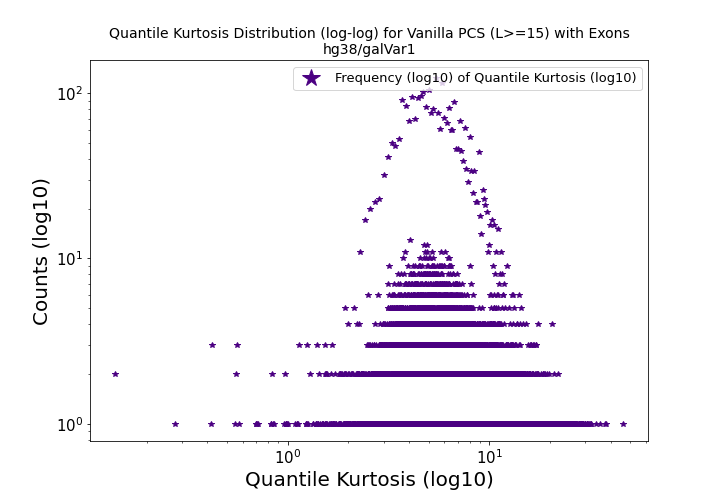 Quantile Kurtosis Distribution (log-log) for Vanilla PCS (L>=15) with Exons
hg38/galVar1
Frequency (log10) of Quantile Kurtosis (log10)
Counts (log10)
10²
10¹
10⁰
10⁰ 10¹
Quantile Kurtosis (log10)